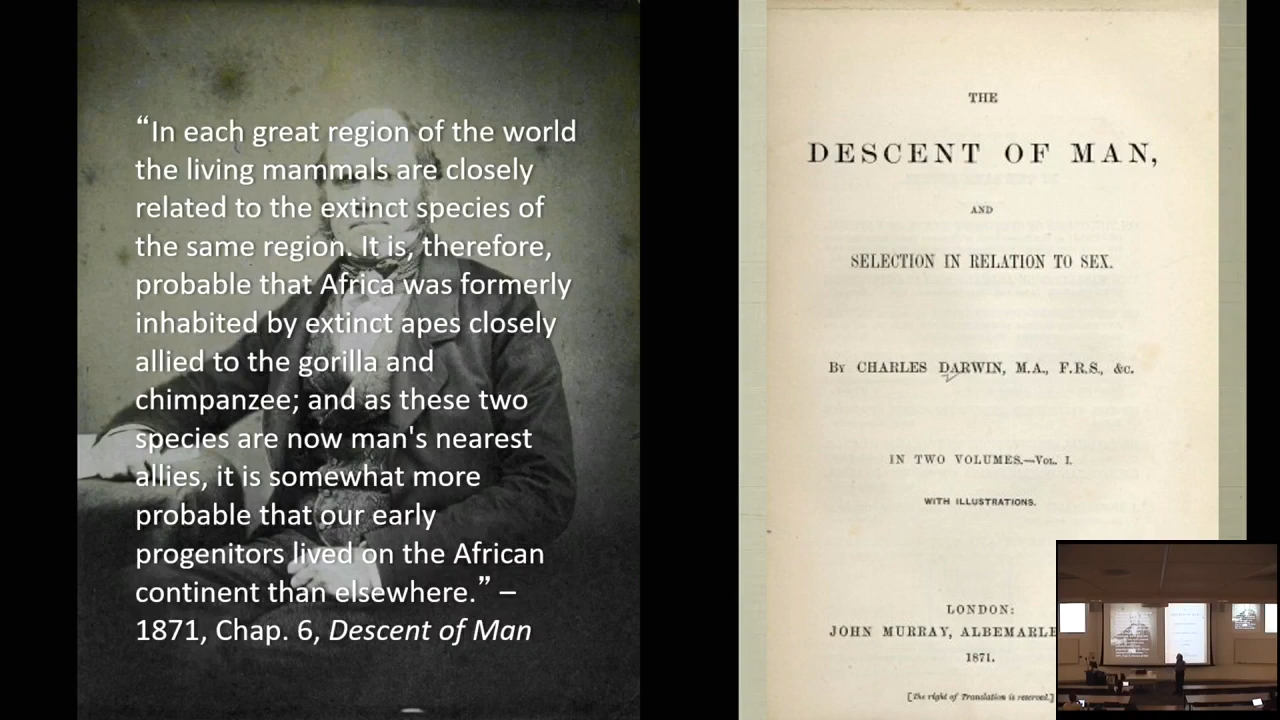 “In each great region of the world
the living mammals are closely
related to the extinct species of
the same region. It is, therefore,
probable that Africa was formerly
inhabited by extinct apes closely
allied to the gorilla and
chimpanzee; and as these two
species are now man's nearest
allies, it is somewhat more
probable that our early
progenitors lived on the African
continent than elsewhere.” –
1871, Chap. 6, Descent of Man
THE
DESCENT OF MAN,
AND
SELECTION IN RELATION TO SEX.
By CHARLES DARWIN, M.A., F.R.S., &c.
IN TWO VOLUMES.—Vol. I.
WITH ILLUSTRATIONS.
LONDON:
JOHN MURRAY, ALBEMARLE
1871.
[The right of Translation is reserved.]